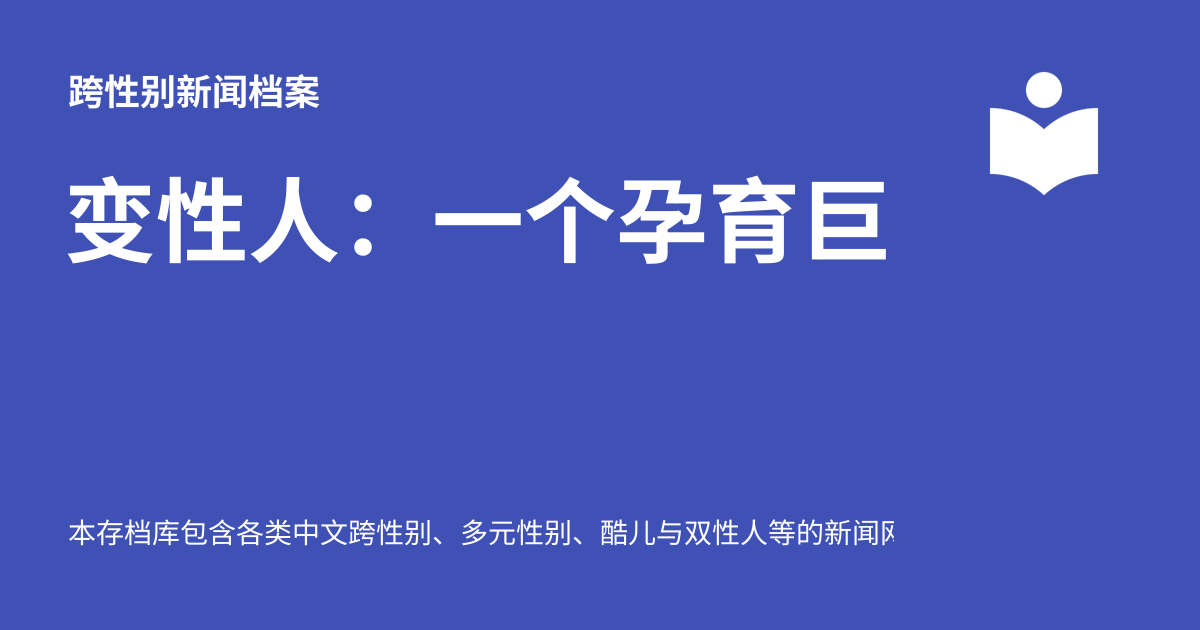 跨性别新闻档案
变性人：一个孕育巨
本存档库包含各类中文跨性别、多元性别、酷儿与双性人等的新闻网